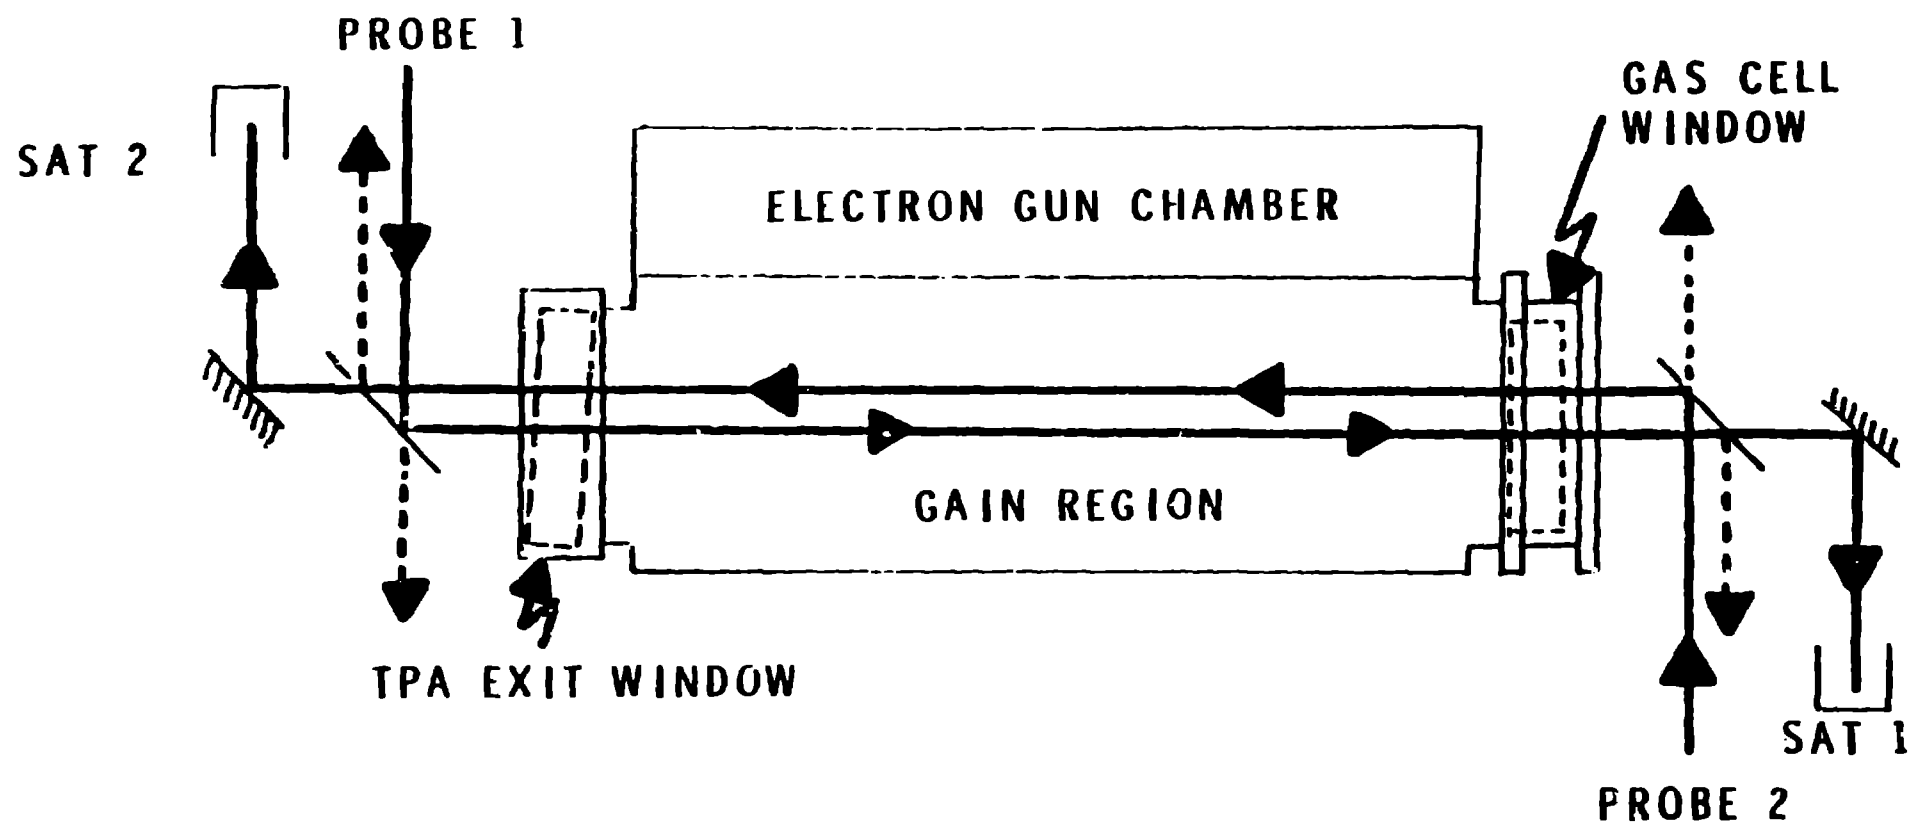 PROBE 1
GAS CELL
WINDOW
SAT 2
ELECTRON GUN CHAMBER
GAIN REGION
TPA EXIT WINDOW
SAT 1
PROBE 2